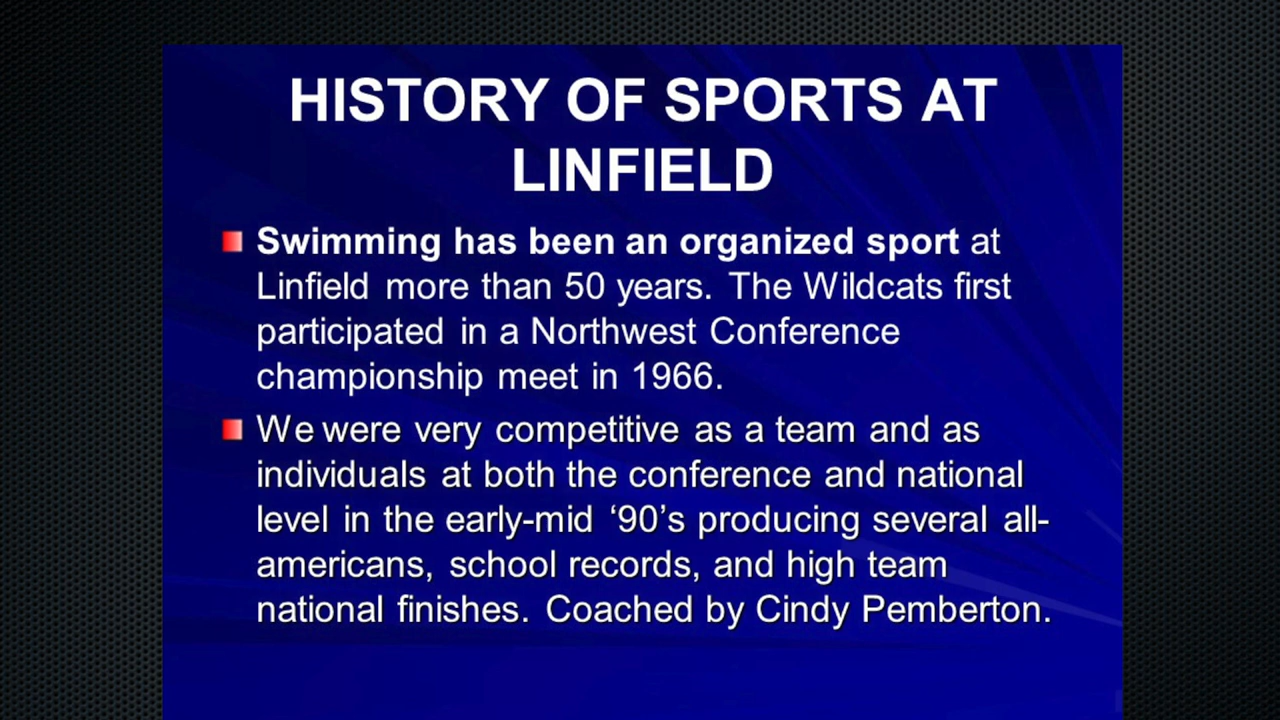 HISTORY OF SPORTS AT
LINFIELD
Swimming has been an organized sport at
Linfield more than 50 years. The Wildcats first
participated in a Northwest Conference
championship meet in 1966.
We were very competitive as a team and as
individuals at both the conference and national
level in the early-mid ‘90’s producing several all-
americans, school records, and high team
national finishes. Coached by Cindy Pemberton.